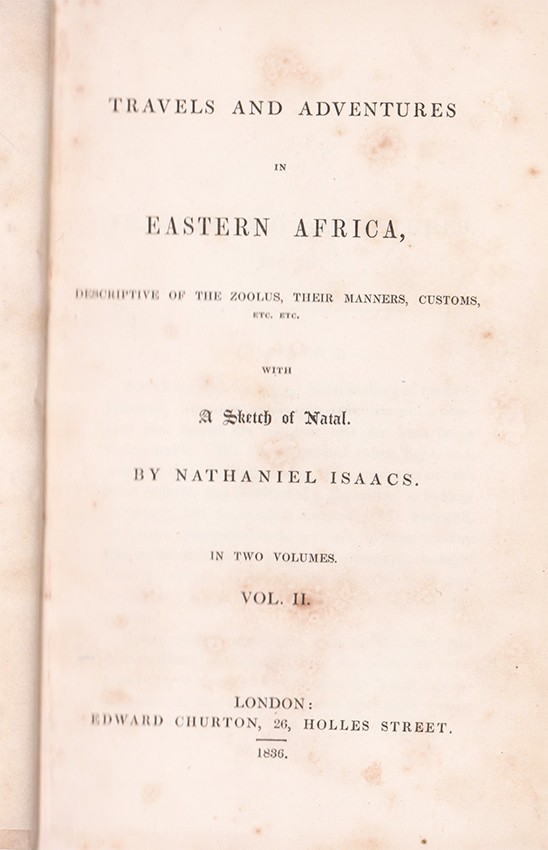 TRAVELS AND ADVENTURES
IN
EASTERN AFRICA,
DESCRIPTIVE OF THE ZOOLUS, THEIR MANNERS, CUSTOMS,
ETC. ETC.
WITH
A Sketch of Natal.
BY NATHANIEL ISAACS.
IN TWO VOLUMES.
VOL. II.
LONDON:
EDWARD CHURTON, 26, HOLLES STREET.
1836.